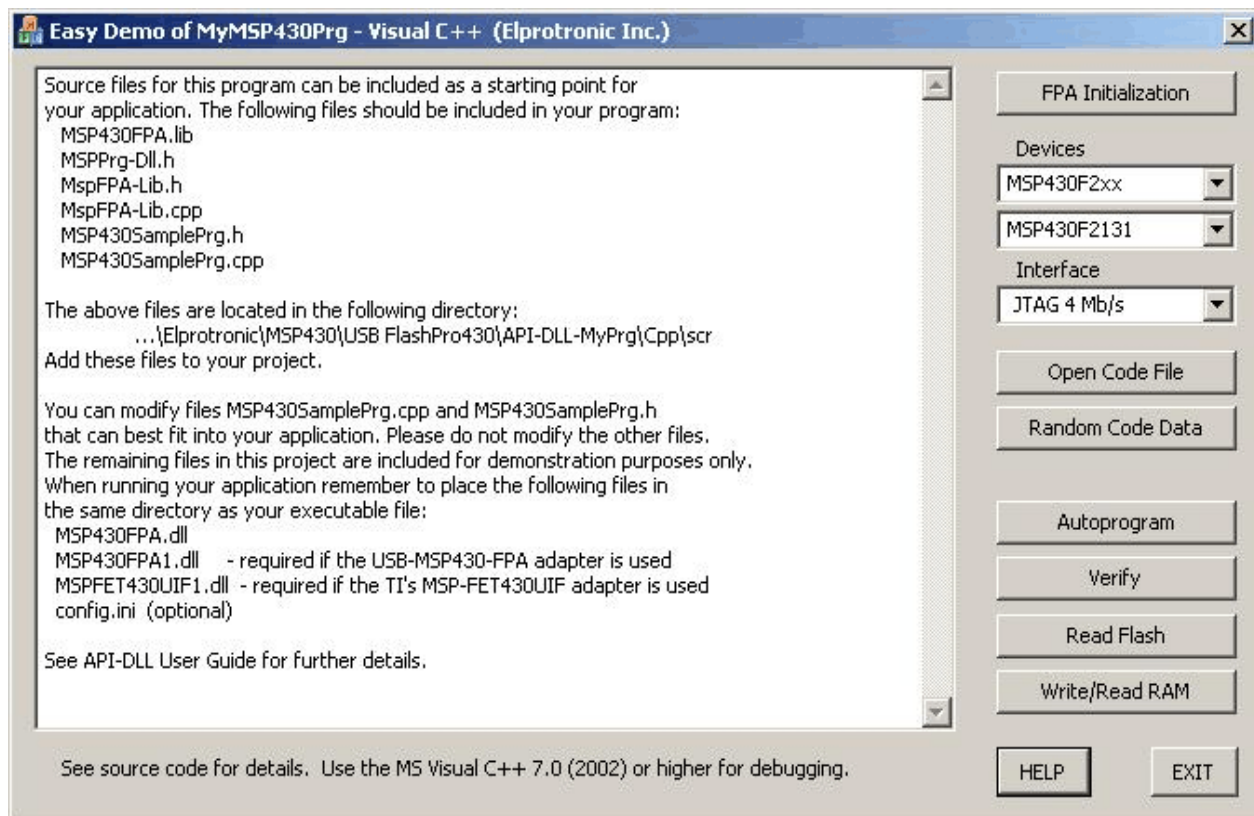 Easy Demo of MyMSP430Prg - Visual C++ (Elprotronic Inc.)
Source files for this program can be included as a starting point for
your application. The following files should be included in your program:
MSP430FPA.lib
MSPPrg-Dll.h
MspFPA-Lib.h
MspFPA-Lib.cpp
MSP430SamplePrg.h
MSP430SamplePrg.cpp
The above files are located in the following directory:
...\Elprotronic\MSP430\USB FlashPro430\API-DLL-MyPrg\Cpp\scr
Add these files to your project.
You can modify files MSP430SamplePrg.cpp and MSP430SamplePrg.h
that can best fit into your application. Please do not modify the other files.
The remaining files in this project are included for demonstration purposes only.
When running your application remember to place the following files in
the same directory as your executable file:
MSP430FPA.dll
MSP430FPA1.dll - required if the USB-MSP430-FPA adapter is used
MSPFET430UIF1.dll - required if the TI's MSP-FET430UIF adapter is used
config.ini (optional)
See API-DLL User Guide for further details.
See source code for details. Use the MS Visual C++ 7.0 (2002) or higher for debugging.
FPA Initialization
Devices
MSP430F2xx
MSP430F2131
Interface
JTAG 4 Mb/s
Open Code File
Random Code Data
Autoprogram
Verify
Read Flash
Write/Read RAM
HELP
EXIT